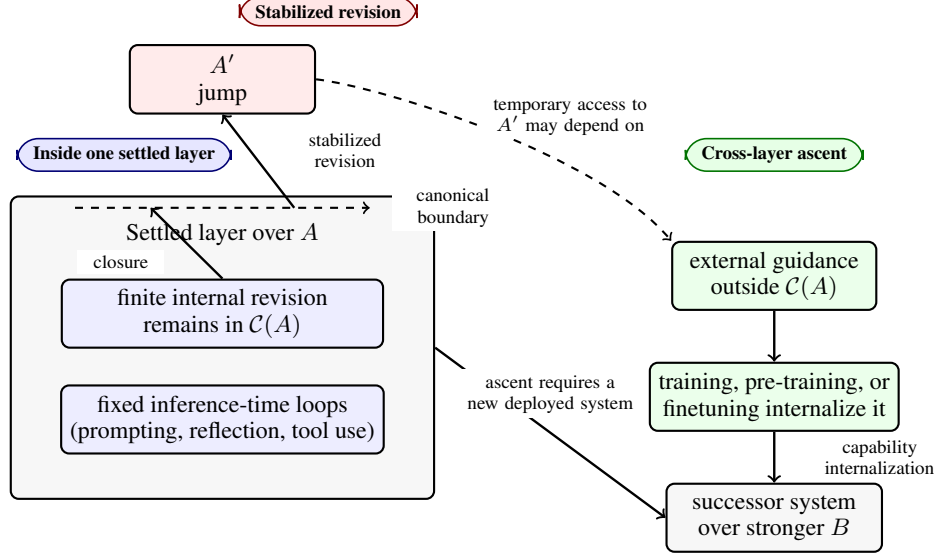 Stabilized revision
A′
jump
temporary access to
A′ may depend on
stabilized
revision
Inside one settled layer
Cross-layer ascent
canonical
boundary
Settled layer over A
closure
finite internal revision
remains in 𝒞(A)
external guidance
outside 𝒞(A)
fixed inference-time loops
(prompting, reflection, tool use)
ascent requires a
new deployed system
training, pre-training, or
finetuning internalize it
capability
internalization
successor system
over stronger B